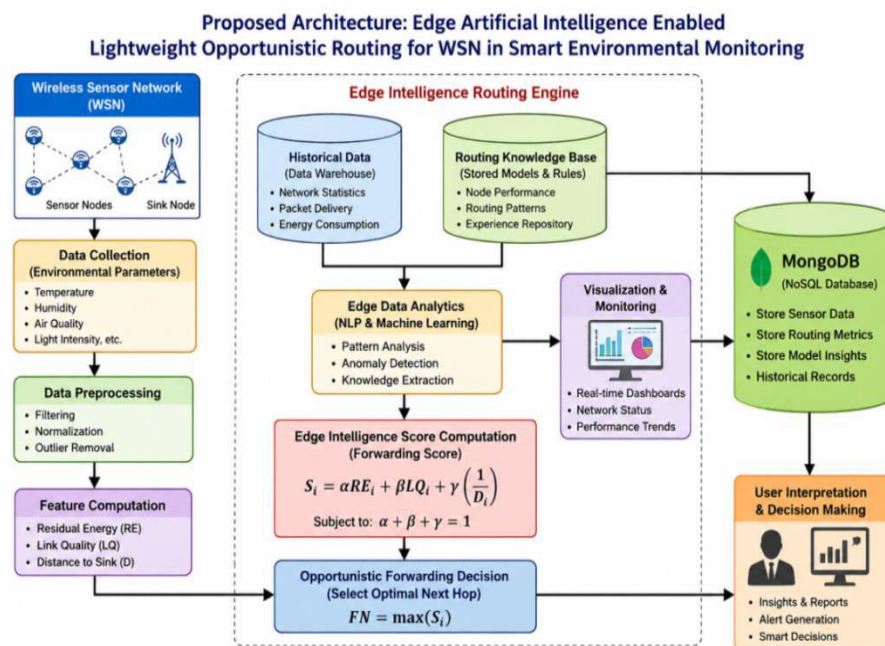 Proposed Architecture: Edge Artificial Intelligence Enabled
Lightweight Opportunistic Routing for WSN in Smart Environmental Monitoring
Wireless Sensor Network
(WSN)
Sensor Nodes
Sink Node
Data Collection
(Environmental Parameters)
• Temperature
• Humidity
• Air Quality
• Light Intensity, etc.
Data Preprocessing
• Filtering
• Normalization
• Outlier Removal
Feature Computation
• Residual Energy (RE)
• Link Quality (LQ)
• Distance to Sink (D)
Edge Intelligence Routing Engine
Historical Data
(Data Warehouse)
• Network Statistics
• Packet Delivery
• Energy Consumption
Routing Knowledge Base
(Stored Models & Rules)
• Node Performance
• Routing Patterns
• Experience Repository
Edge Data Analytics
(NLP & Machine Learning)
• Pattern Analysis
• Anomaly Detection
• Knowledge Extraction
Visualization &
Monitoring
• Real-time Dashboards
• Network Status
• Performance Trends
Edge Intelligence Score Computation
(Forwarding Score)
S_i = αRE_i + βLQ_i + γ(1/D_i)
Subject to: α + β + γ = 1
Opportunistic Forwarding Decision
(Select Optimal Next Hop)
FN = max(S_i)
MongoDB
(NoSQL Database)
• Store Sensor Data
• Store Routing Metrics
• Store Model Insights
• Historical Records
User Interpretation
& Decision Making
• Insights & Reports
• Alert Generation
• Smart Decisions